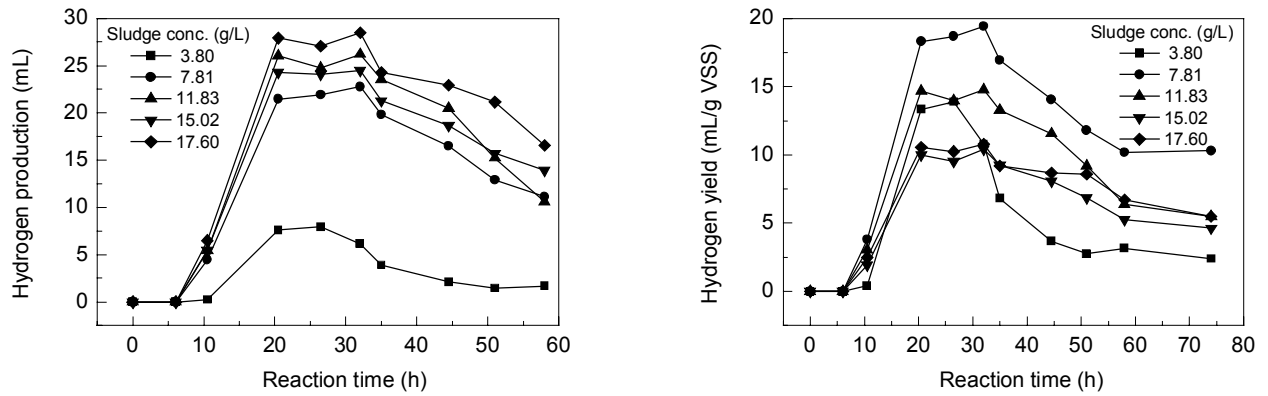 Hydrogen production (mL)
30
25
20
15
10
5
0
Sludge conc. (g/L)
3.80
7.81
11.83
15.02
17.60
0 10 20 30 40 50 60
Reaction time (h)
Hydrogen yield (mL/g VSS)
20
15
10
5
0
Sludge conc. (g/L)
3.80
7.81
11.83
15.02
17.60
0 10 20 30 40 50 60 70 80
Reaction time (h)